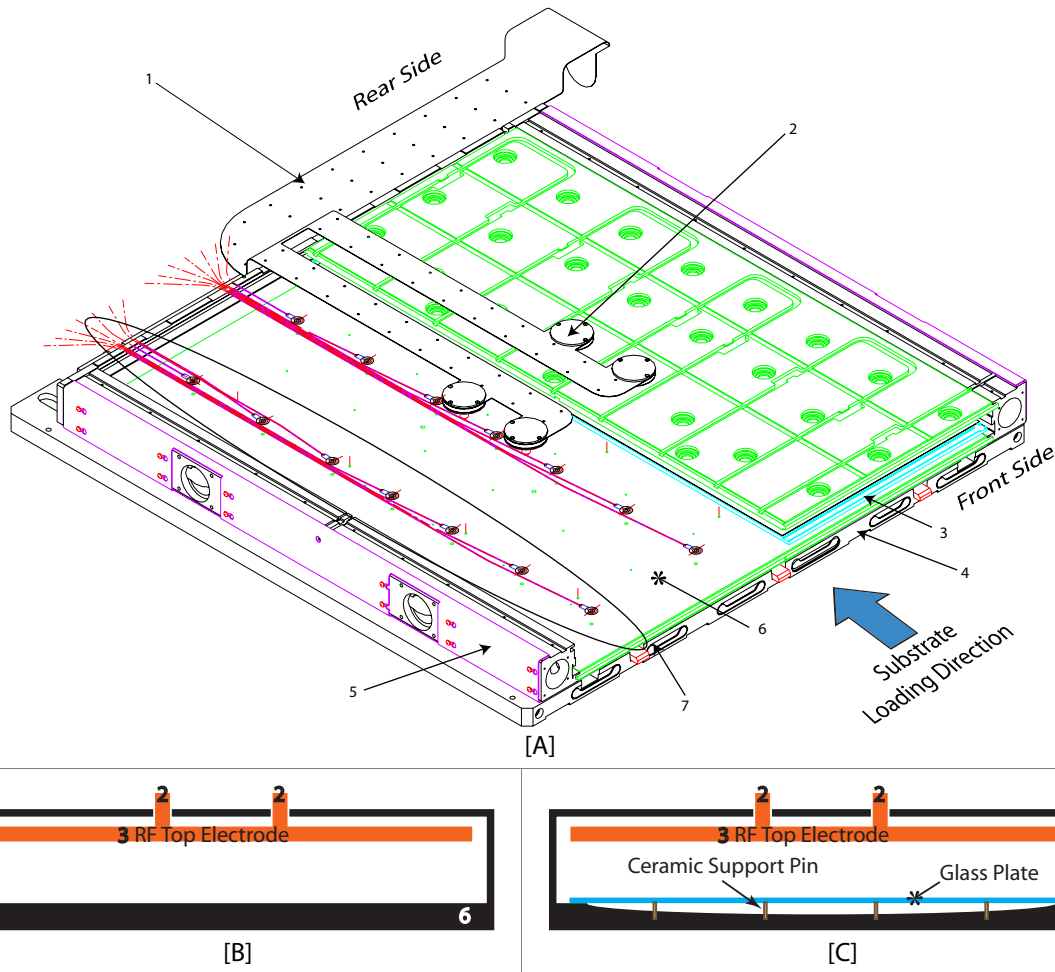 Rear Side
1
2
Front Side
3
4
6
Substrate
Loading Direction
5
7
[A]
2 2
3 RF Top Electrode
6
[B]
2 2
3 RF Top Electrode
Ceramic Support Pin
Glass Plate
[C]